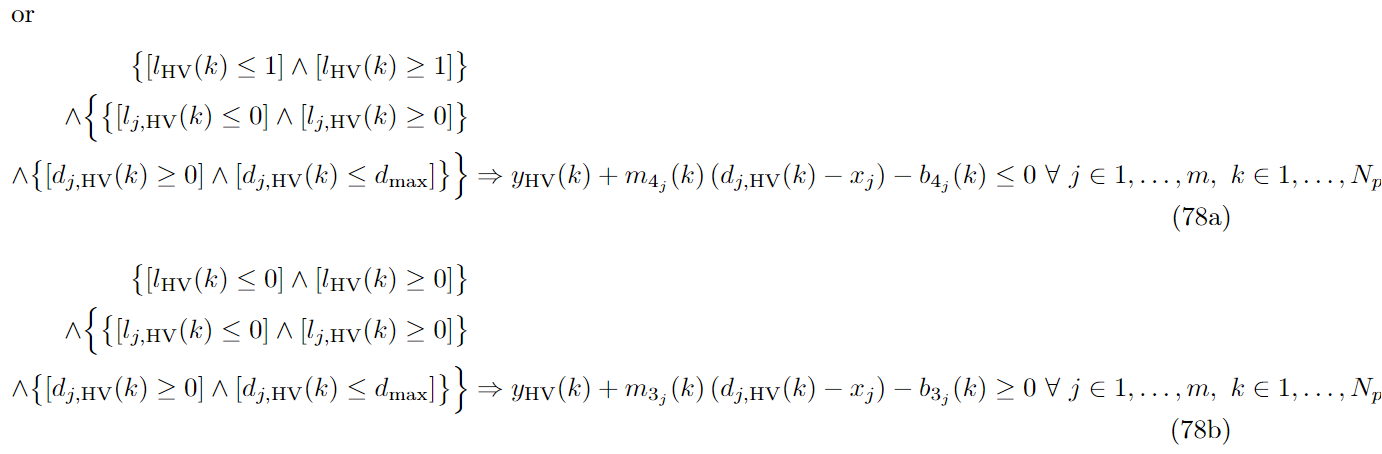 or
{[l_HV(k) ≤ 1] ∧ [l_HV(k) ≥ 1]}
∧{{[l_{j,HV}(k) ≤ 0] ∧ [l_{j,HV}(k) ≥ 0]}
∧{[d_{j,HV}(k) ≥ 0] ∧ [d_{j,HV}(k) ≤ d_max]}} ⇒ y_HV(k) + m_{4_j}(k) (d_{j,HV}(k) − x_j) − b_{4_j}(k) ≤ 0 ∀ j ∈ 1, . . . , m, k ∈ 1, . . . , N_p
(78a)
{[l_HV(k) ≤ 0] ∧ [l_HV(k) ≥ 0]}
∧{{[l_{j,HV}(k) ≤ 0] ∧ [l_{j,HV}(k) ≥ 0]}
∧{[d_{j,HV}(k) ≥ 0] ∧ [d_{j,HV}(k) ≤ d_max]}} ⇒ y_HV(k) + m_{3_j}(k) (d_{j,HV}(k) − x_j) − b_{3_j}(k) ≥ 0 ∀ j ∈ 1, . . . , m, k ∈ 1, . . . , N_p
(78b)